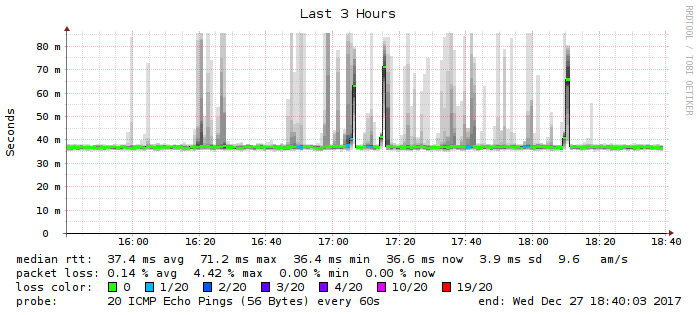 Last 3 Hours
RRDTOOL / TOBI OETIKER
Seconds
80 m
70 m
60 m
50 m
40 m
30 m
20 m
10 m
0
16:00 16:20 16:40 17:00 17:20 17:40 18:00 18:20 18:40
median rtt: 37.4 ms avg 71.2 ms max 36.4 ms min 36.6 ms now 3.9 ms sd 9.6 am/s
packet loss: 0.14 % avg 4.42 % max 0.00 % min 0.00 % now
loss color: 0 1/20 2/20 3/20 4/20 10/20 19/20
probe: 20 ICMP Echo Pings (56 Bytes) every 60s end: Wed Dec 27 18:40:03 2017